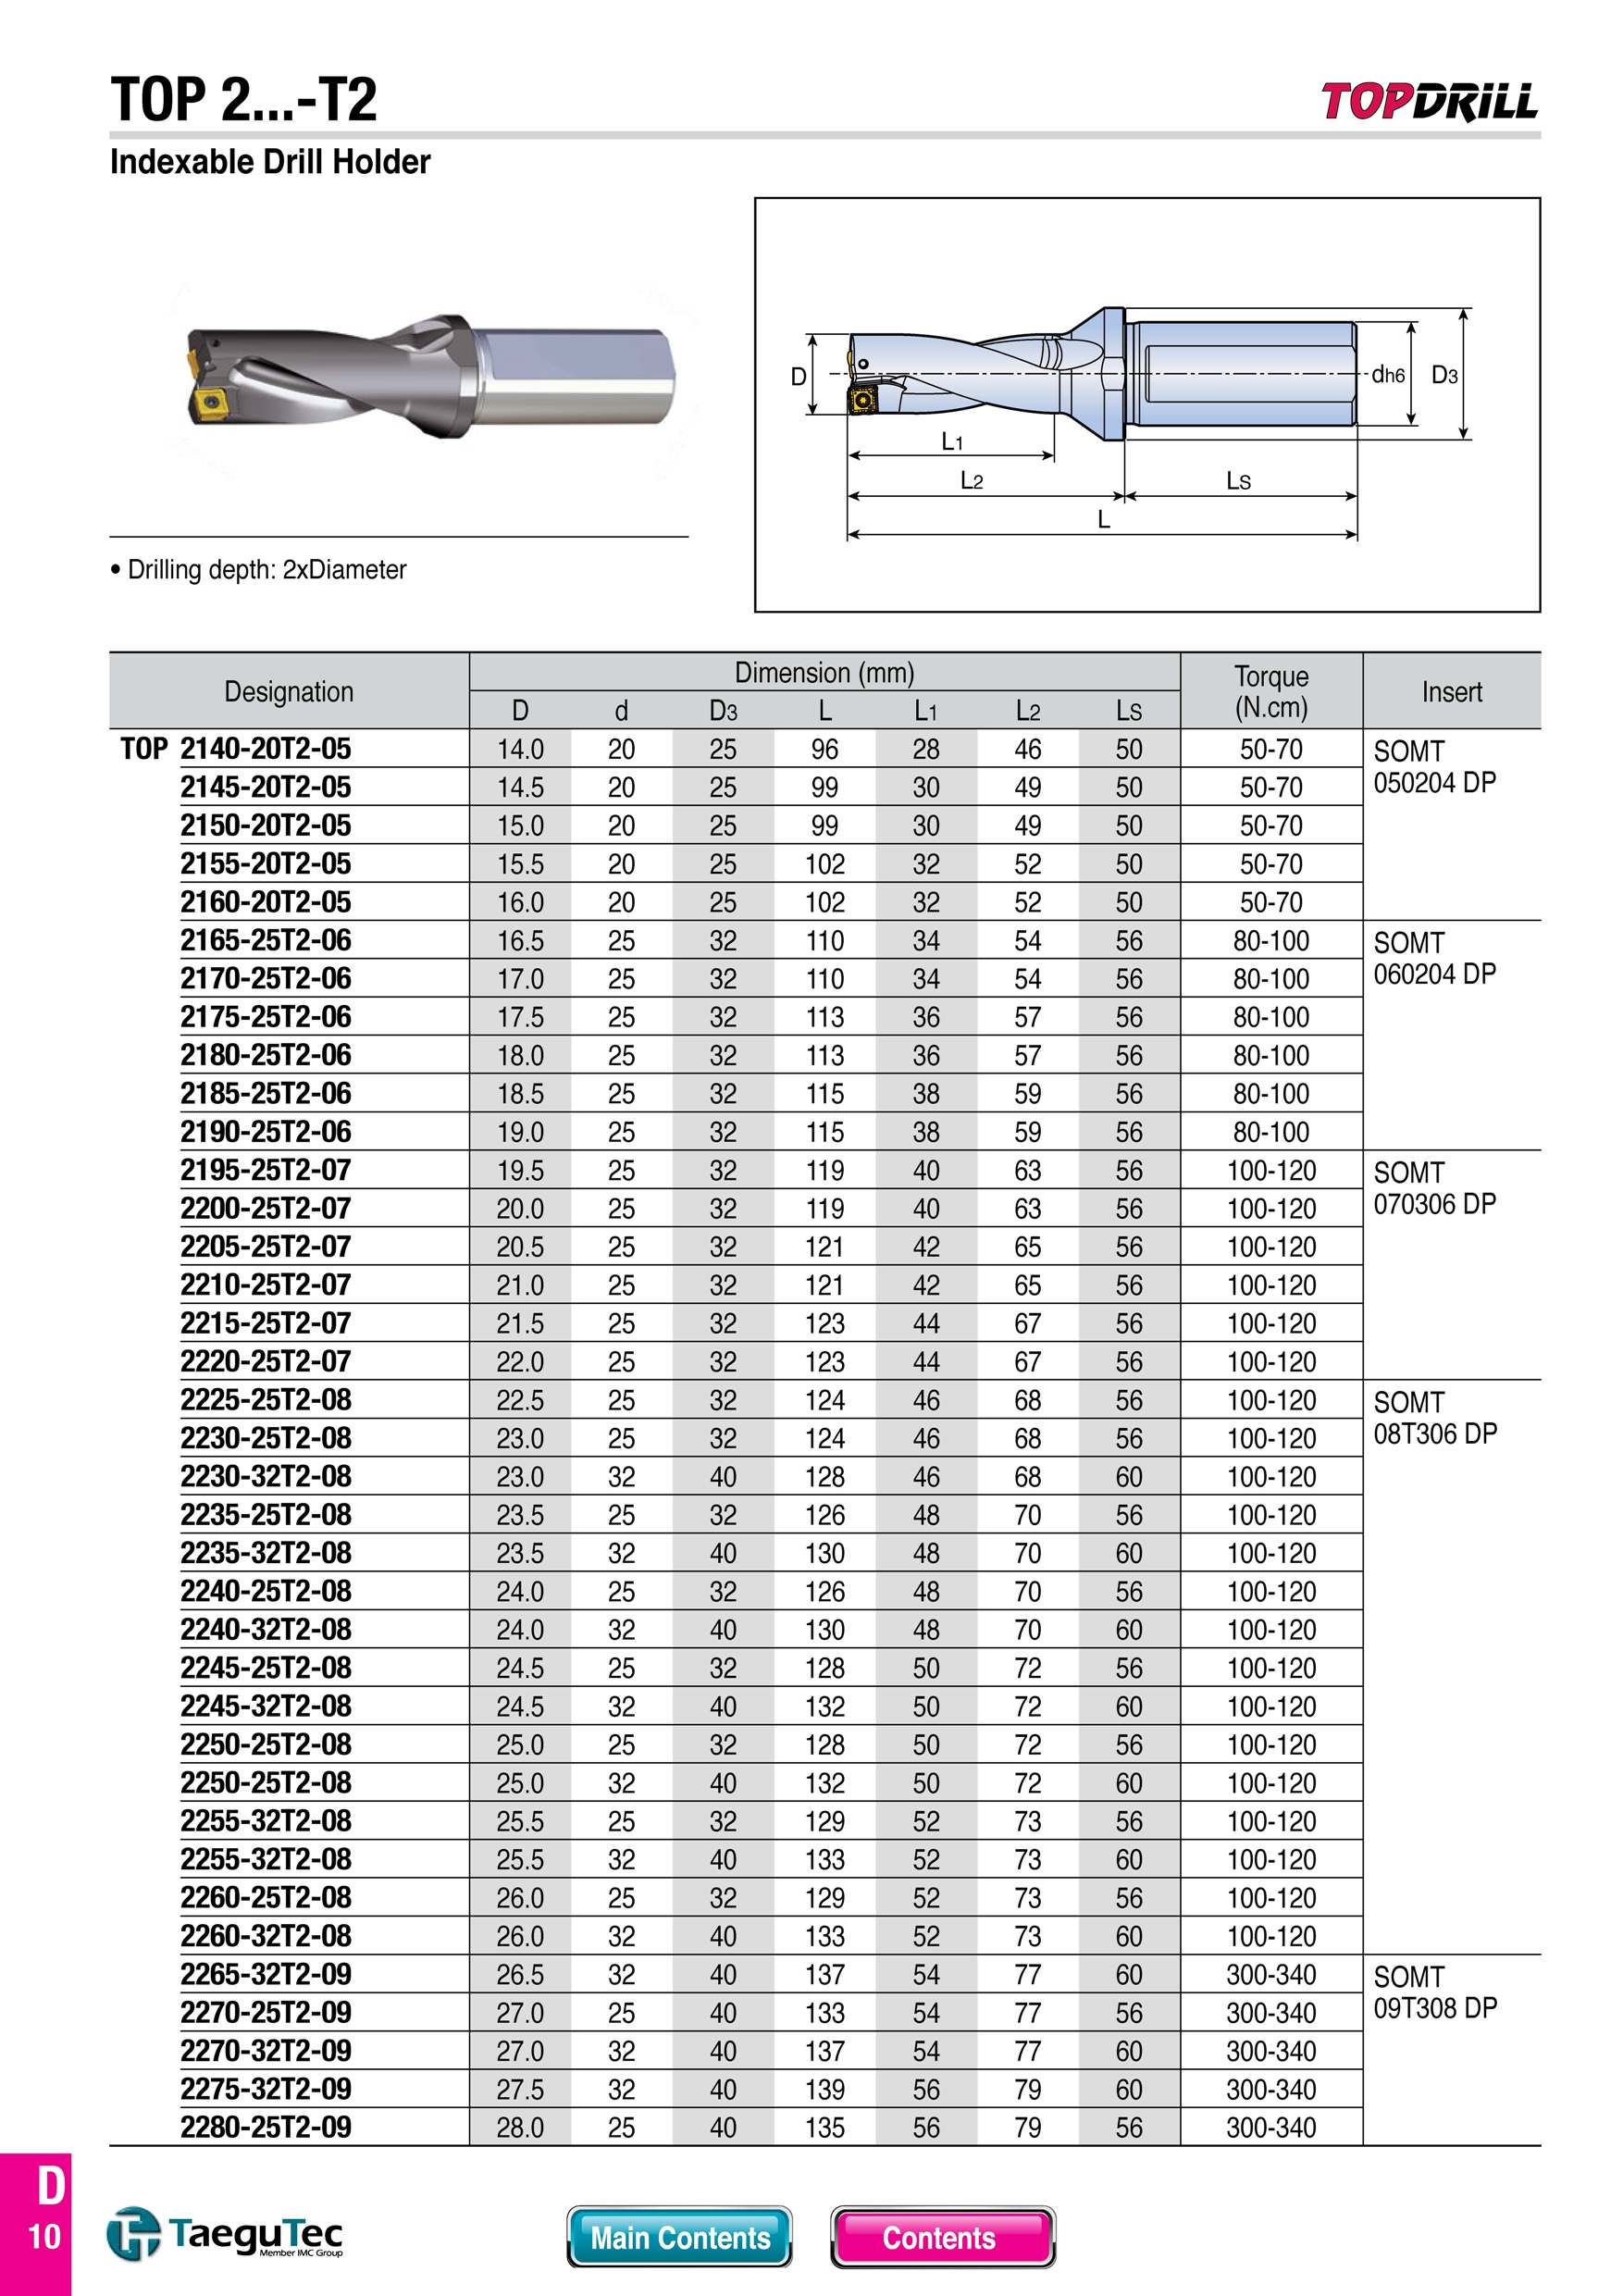 TOP 2...-T2
TOPDRILL
Indexable Drill Holder
D
dh6
D3
L1
L2
LS
L
• Drilling depth: 2xDiameter
Designation
Dimension (mm)
Torque
(N.cm)
Insert
D d D3 L L1 L2 LS
TOP 2140-20T2-05 14.0 20 25 96 28 46 50 50-70 SOMT
050204 DP
2145-20T2-05 14.5 20 25 99 30 49 50 50-70
2150-20T2-05 15.0 20 25 99 30 49 50 50-70
2155-20T2-05 15.5 20 25 102 32 52 50 50-70
2160-20T2-05 16.0 20 25 102 32 52 50 50-70
2165-25T2-06 16.5 25 32 110 34 54 56 80-100 SOMT
060204 DP
2170-25T2-06 17.0 25 32 110 34 54 56 80-100
2175-25T2-06 17.5 25 32 113 36 57 56 80-100
2180-25T2-06 18.0 25 32 113 36 57 56 80-100
2185-25T2-06 18.5 25 32 115 38 59 56 80-100
2190-25T2-06 19.0 25 32 115 38 59 56 80-100
2195-25T2-07 19.5 25 32 119 40 63 56 100-120 SOMT
070306 DP
2200-25T2-07 20.0 25 32 119 40 63 56 100-120
2205-25T2-07 20.5 25 32 121 42 65 56 100-120
2210-25T2-07 21.0 25 32 121 42 65 56 100-120
2215-25T2-07 21.5 25 32 123 44 67 56 100-120
2220-25T2-07 22.0 25 32 123 44 67 56 100-120
2225-25T2-08 22.5 25 32 124 46 68 56 100-120 SOMT
08T306 DP
2230-25T2-08 23.0 25 32 124 46 68 56 100-120
2230-32T2-08 23.0 32 40 128 46 68 60 100-120
2235-25T2-08 23.5 25 32 126 48 70 56 100-120
2235-32T2-08 23.5 32 40 130 48 70 60 100-120
2240-25T2-08 24.0 25 32 126 48 70 56 100-120
2240-32T2-08 24.0 32 40 130 48 70 60 100-120
2245-25T2-08 24.5 25 32 128 50 72 56 100-120
2245-32T2-08 24.5 32 40 132 50 72 60 100-120
2250-25T2-08 25.0 25 32 128 50 72 56 100-120
2250-25T2-08 25.0 32 40 132 50 72 60 100-120
2255-32T2-08 25.5 25 32 129 52 73 56 100-120
2255-32T2-08 25.5 32 40 133 52 73 60 100-120
2260-25T2-08 26.0 25 32 129 52 73 56 100-120
2260-32T2-08 26.0 32 40 133 52 73 60 100-120
2265-32T2-09 26.5 32 40 137 54 77 60 300-340 SOMT
09T308 DP
2270-25T2-09 27.0 25 40 133 54 77 56 300-340
2270-32T2-09 27.0 32 40 137 54 77 60 300-340
2275-32T2-09 27.5 32 40 139 56 79 60 300-340
2280-25T2-09 28.0 25 40 135 56 79 56 300-340
D
10
TaeguTec
Member IMC Group
Main Contents
Contents